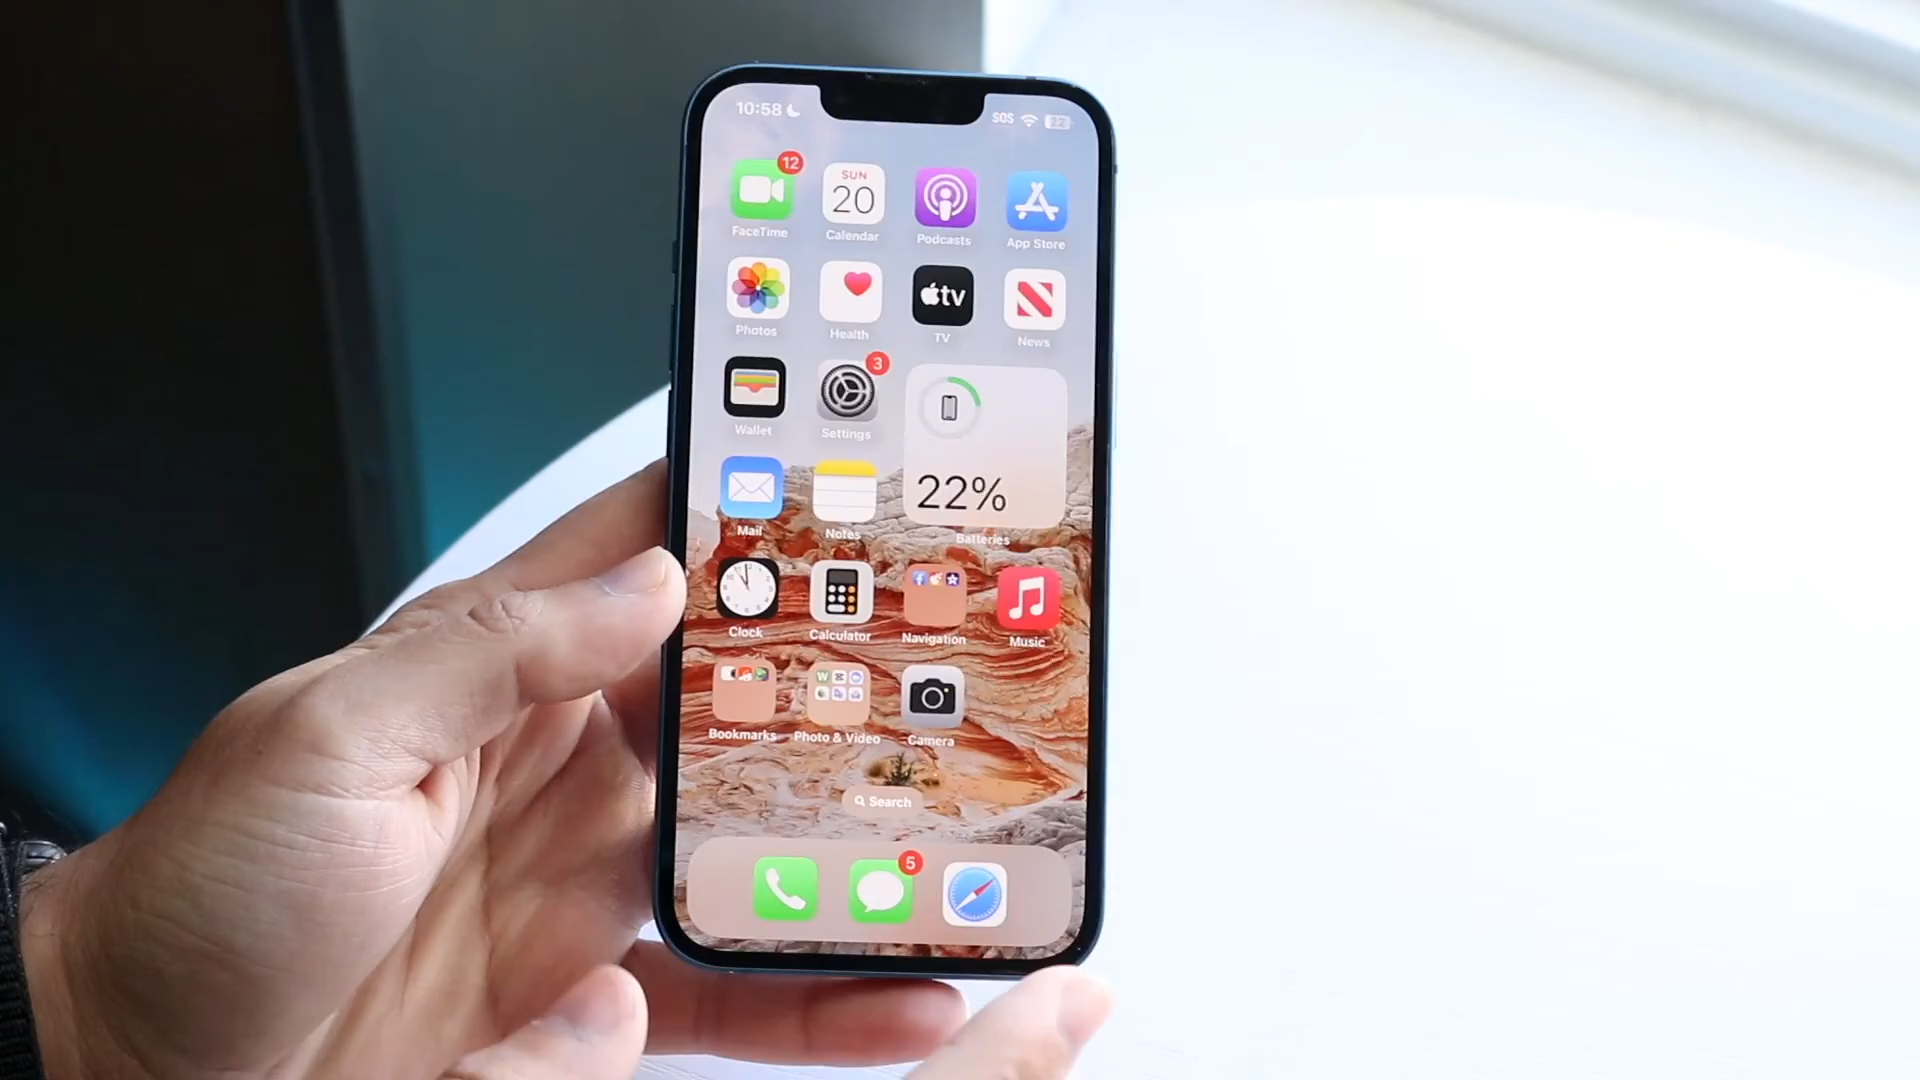 10:58 SOS 22
12
SUN
20
FaceTime Calendar Podcasts App Store
tv
Photos Health TV News
3
Wallet Settings
22%
Mail Notes Batteries
Clock Calculator Navigation Music
W
Bookmarks Photo & Video Camera
Search
5